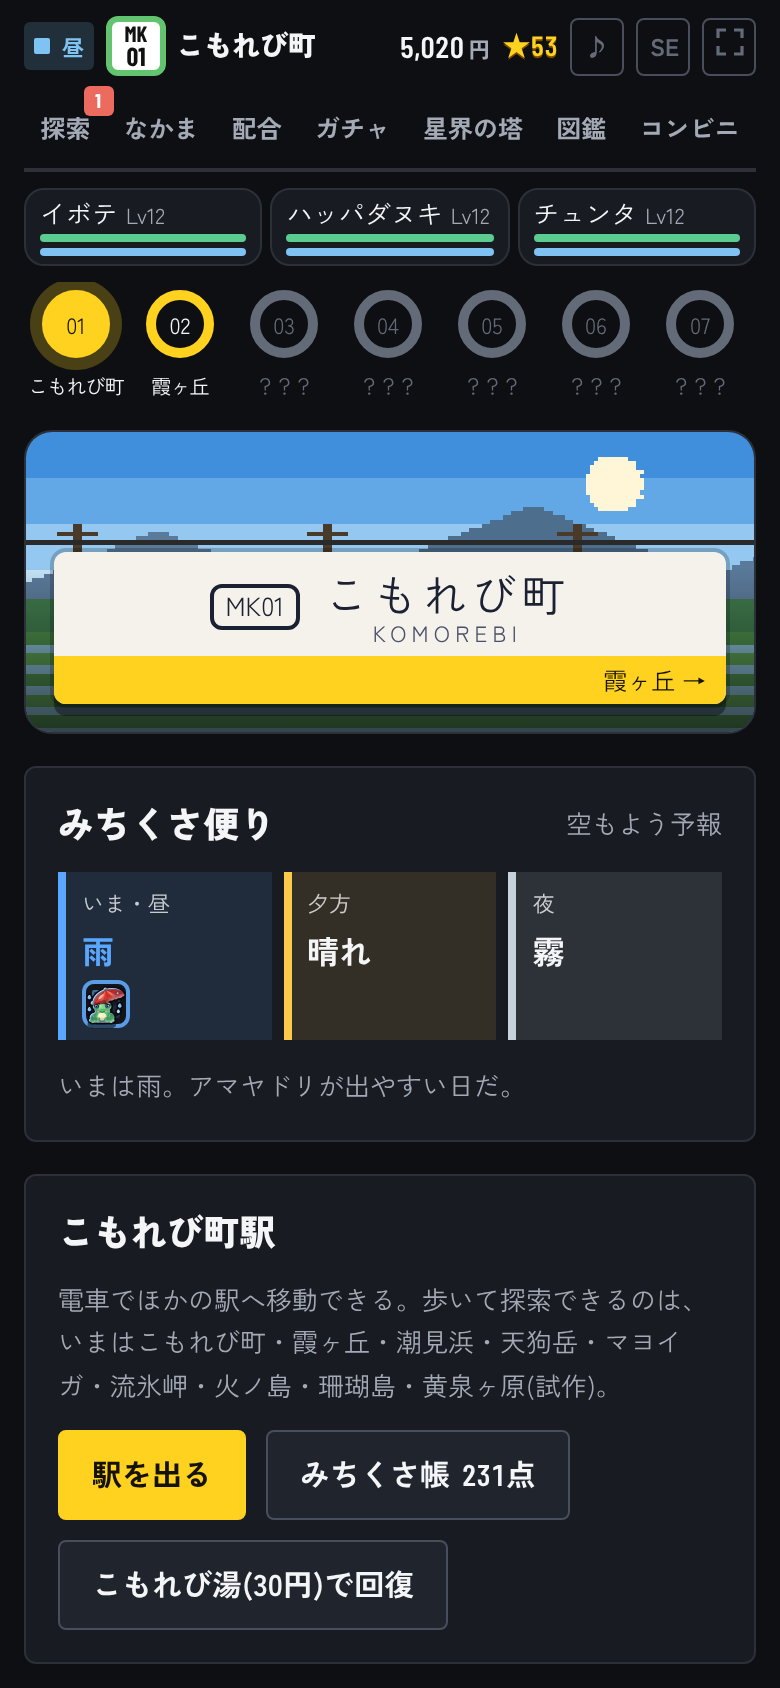 昼 MK 01 こもれび町 5,020円 ★53 ♪ SE
1
探索 なかま 配合 ガチャ 星界の塔 図鑑 コンビニ
イボテ Lv12 ハッパダヌキ Lv12 チュンタ Lv12
01 02 03 04 05 06 07
こもれび町 霞ヶ丘 ??? ??? ??? ??? ???
MK01 こもれび町
KOMOREBI
霞ヶ丘 →
みちくさ便り 空もよう予報
いま・昼 夕方 夜
雨 晴れ 霧
いまは雨。アマヤドリが出やすい日だ。
こもれび町駅
電車でほかの駅へ移動できる。歩いて探索できるのは、
いまはこもれび町・霞ヶ丘・潮見浜・天狗岳・マヨイ
ガ・流氷岬・火ノ島・珊瑚島・黄泉ヶ原(試作)。
駅を出る みちくさ帳 231点
こもれび湯(30円)で回復